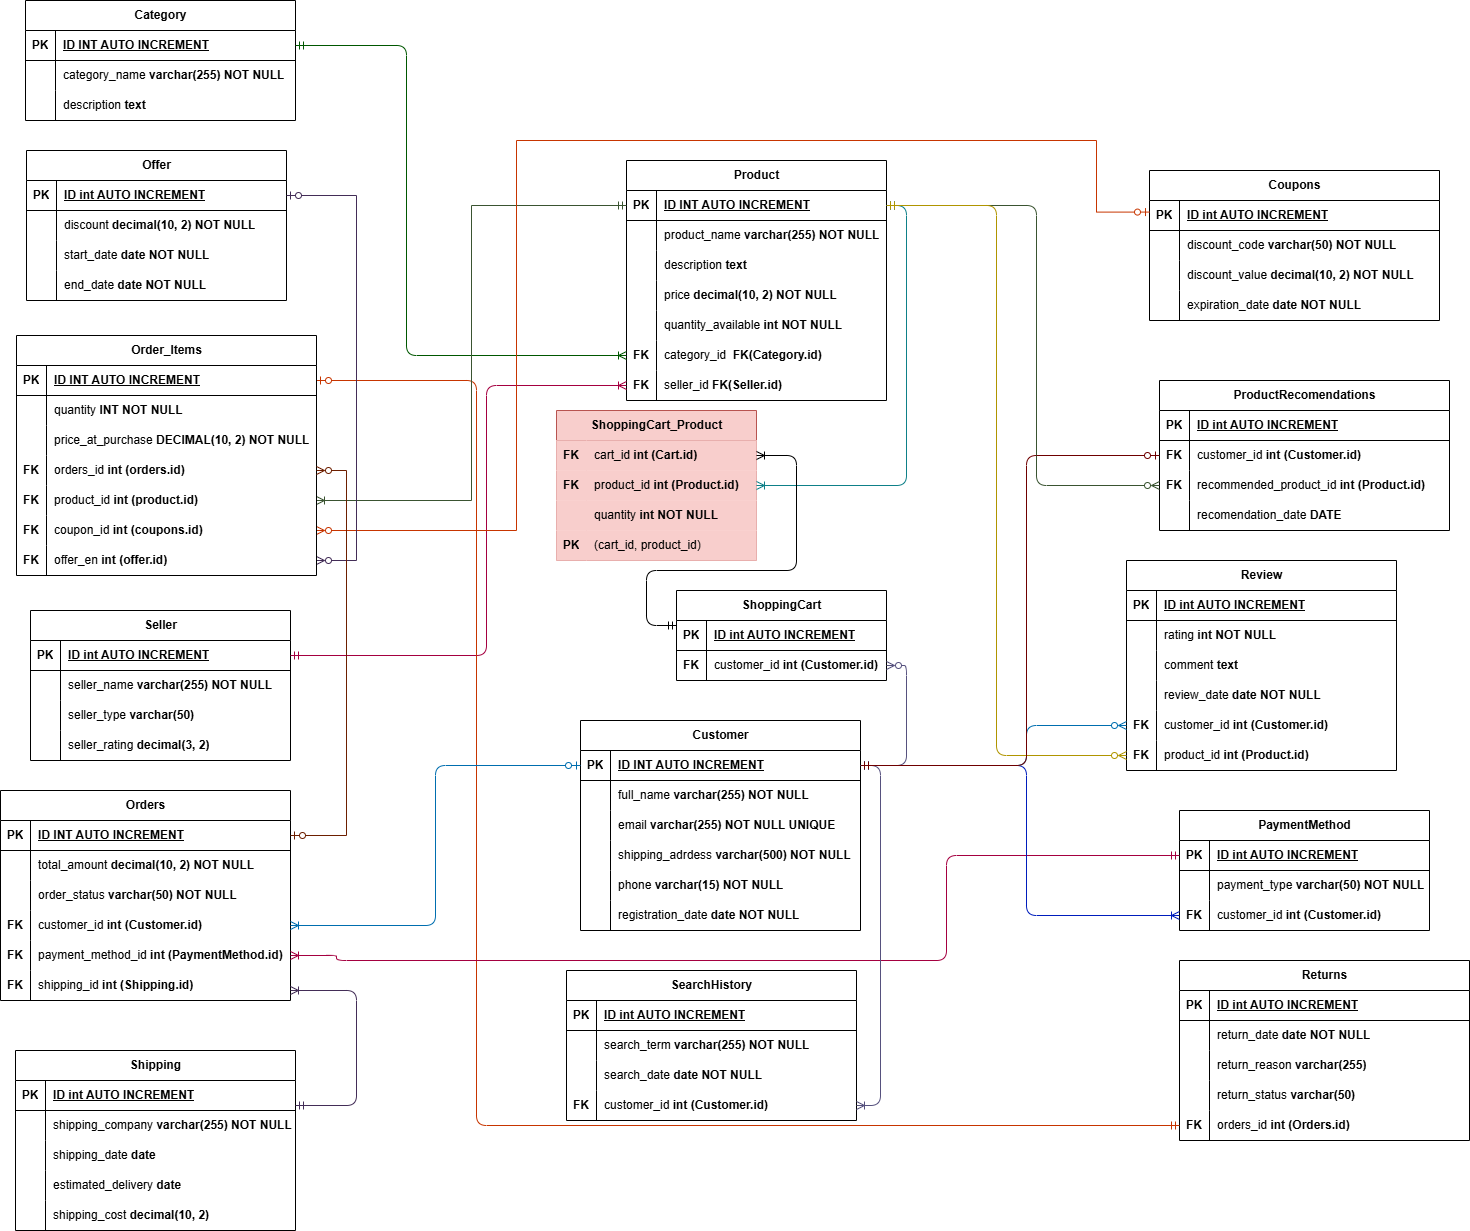 Category
PK ID INT AUTO INCREMENT
category_name varchar(255) NOT NULL
description text
Offer
PK ID int AUTO INCREMENT
discount decimal(10, 2) NOT NULL
start_date date NOT NULL
end_date date NOT NULL
Order_Items
PK ID INT AUTO INCREMENT
quantity INT NOT NULL
price_at_purchase DECIMAL(10, 2) NOT NULL
FK orders_id int (orders.id)
FK product_id int (product.id)
FK coupon_id int (coupons.id)
FK offer_en int (offer.id)
Seller
PK ID int AUTO INCREMENT
seller_name varchar(255) NOT NULL
seller_type varchar(50)
seller_rating decimal(3, 2)
Orders
PK ID INT AUTO INCREMENT
total_amount decimal(10, 2) NOT NULL
order_status varchar(50) NOT NULL
FK customer_id int (Customer.id)
FK payment_method_id int (PaymentMethod.id)
FK shipping_id int (Shipping.id)
Shipping
PK ID int AUTO INCREMENT
shipping_company varchar(255) NOT NULL
shipping_date date
estimated_delivery date
shipping_cost decimal(10, 2)
Product
PK ID INT AUTO INCREMENT
product_name varchar(255) NOT NULL
description text
price decimal(10, 2) NOT NULL
quantity_available int NOT NULL
FK category_id FK(Category.id)
FK seller_id FK(Seller.id)
ShoppingCart_Product
FK cart_id int (Cart.id)
FK product_id int (Product.id)
quantity int NOT NULL
PK (cart_id, product_id)
ShoppingCart
PK ID int AUTO INCREMENT
FK customer_id int (Customer.id)
Customer
PK ID INT AUTO INCREMENT
full_name varchar(255) NOT NULL
email varchar(255) NOT NULL UNIQUE
shipping_adrdess varchar(500) NOT NULL
phone varchar(15) NOT NULL
registration_date date NOT NULL
SearchHistory
PK ID int AUTO INCREMENT
search_term varchar(255) NOT NULL
search_date date NOT NULL
FK customer_id int (Customer.id)
Coupons
PK ID int AUTO INCREMENT
discount_code varchar(50) NOT NULL
discount_value decimal(10, 2) NOT NULL
expiration_date date NOT NULL
ProductRecomendations
PK ID int AUTO INCREMENT
FK customer_id int (Customer.id)
FK recommended_product_id int (Product.id)
recomendation_date DATE
Review
PK ID int AUTO INCREMENT
rating int NOT NULL
comment text
review_date date NOT NULL
FK customer_id int (Customer.id)
FK product_id int (Product.id)
PaymentMethod
PK ID int AUTO INCREMENT
payment_type varchar(50) NOT NULL
FK customer_id int (Customer.id)
Returns
PK ID int AUTO INCREMENT
return_date date NOT NULL
return_reason varchar(255)
return_status varchar(50)
FK orders_id int (Orders.id)